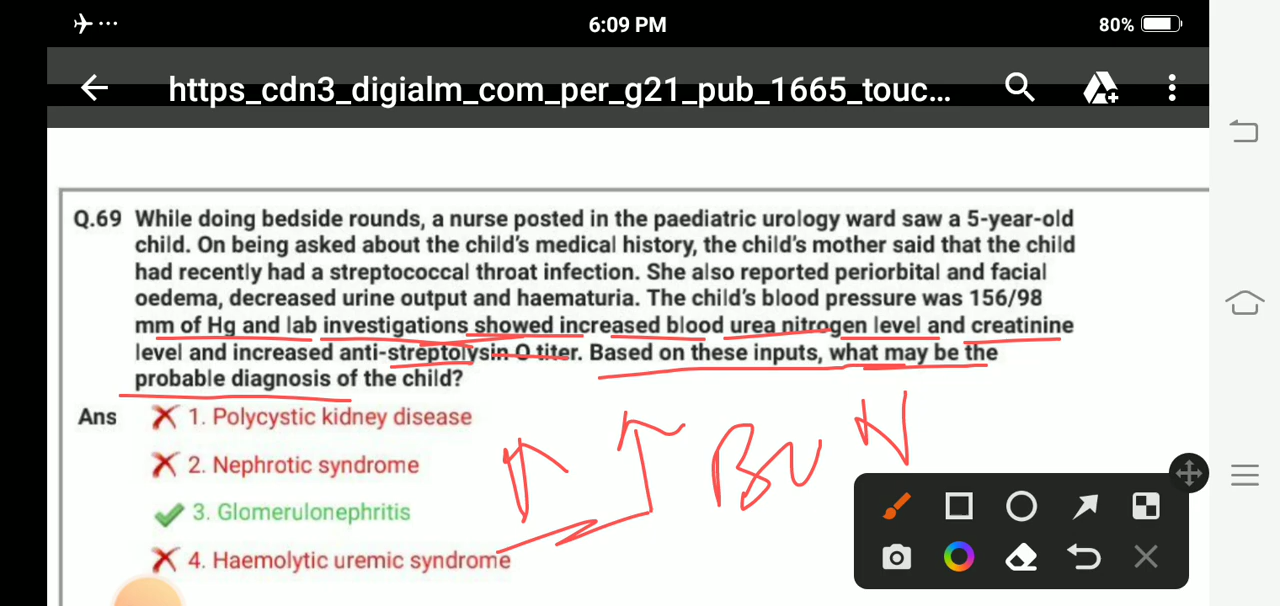 6:09 PM
80%
https_cdn3_digialm_com_per_g21_pub_1665_touc...
Q.69 While doing bedside rounds, a nurse posted in the paediatric urology ward saw a 5-year-old
child. On being asked about the child's medical history, the child's mother said that the child
had recently had a streptococcal throat infection. She also reported periorbital and facial
oedema, decreased urine output and haematuria. The child's blood pressure was 156/98
mm of Hg and lab investigations showed increased blood urea nitrogen level and creatinine
level and increased anti-streptolysin O titer. Based on these inputs, what may be the
probable diagnosis of the child?
Ans 1. Polycystic kidney disease
2. Nephrotic syndrome
3. Glomerulonephritis
4. Haemolytic uremic syndrome
BUN